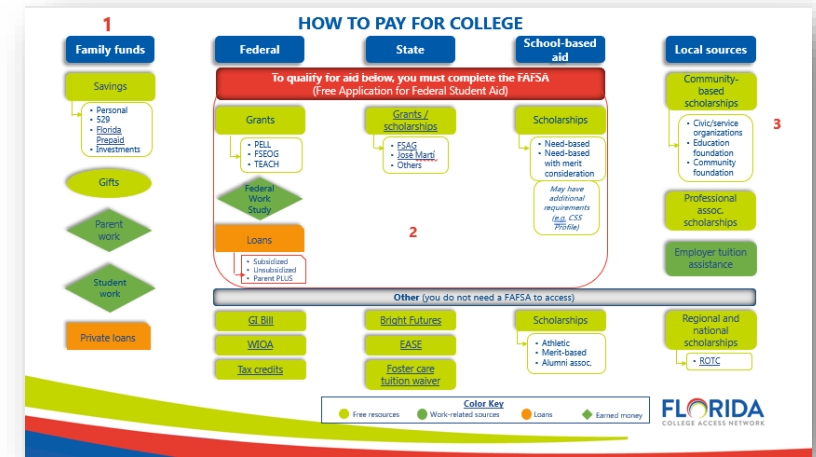 1
HOW TO PAY FOR COLLEGE
Family funds
Savings
• Personal
• 529
• Florida
Prepaid
• Investments
Gifts
Parent
work
Student
work
Private loans
Federal
State
School-based
aid
To qualify for aid below, you must complete the FAFSA
(Free Application for Federal Student Aid)
Grants
• PELL
• FSEOG
• TEACH
Federal
Work
Study
Loans
• Subsidized
• Unsubsidized
• Parent PLUS
Grants /
scholarships
• FSAG
• José Martí
• Others
2
Scholarships
• Need-based
• Need-based
with merit
consideration
May have
additional
requirements
(e.g. CSS
Profile)
Other (you do not need a FAFSA to access)
GI Bill
WIOA
Tax credits
Bright Futures
EASE
Foster care
tuition waiver
Scholarships
• Athletic
• Merit-based
• Alumni assoc.
Local sources
Community-
based
scholarships
• Civic/service
organizations
• Education
foundation
• Community
foundation
3
Professional
assoc.
scholarships
Employer tuition
assistance
Regional and
national
scholarships
• ROTC
Color Key
Free resources
Work-related sources
Loans
Earned money
FLORIDA
COLLEGE ACCESS NETWORK